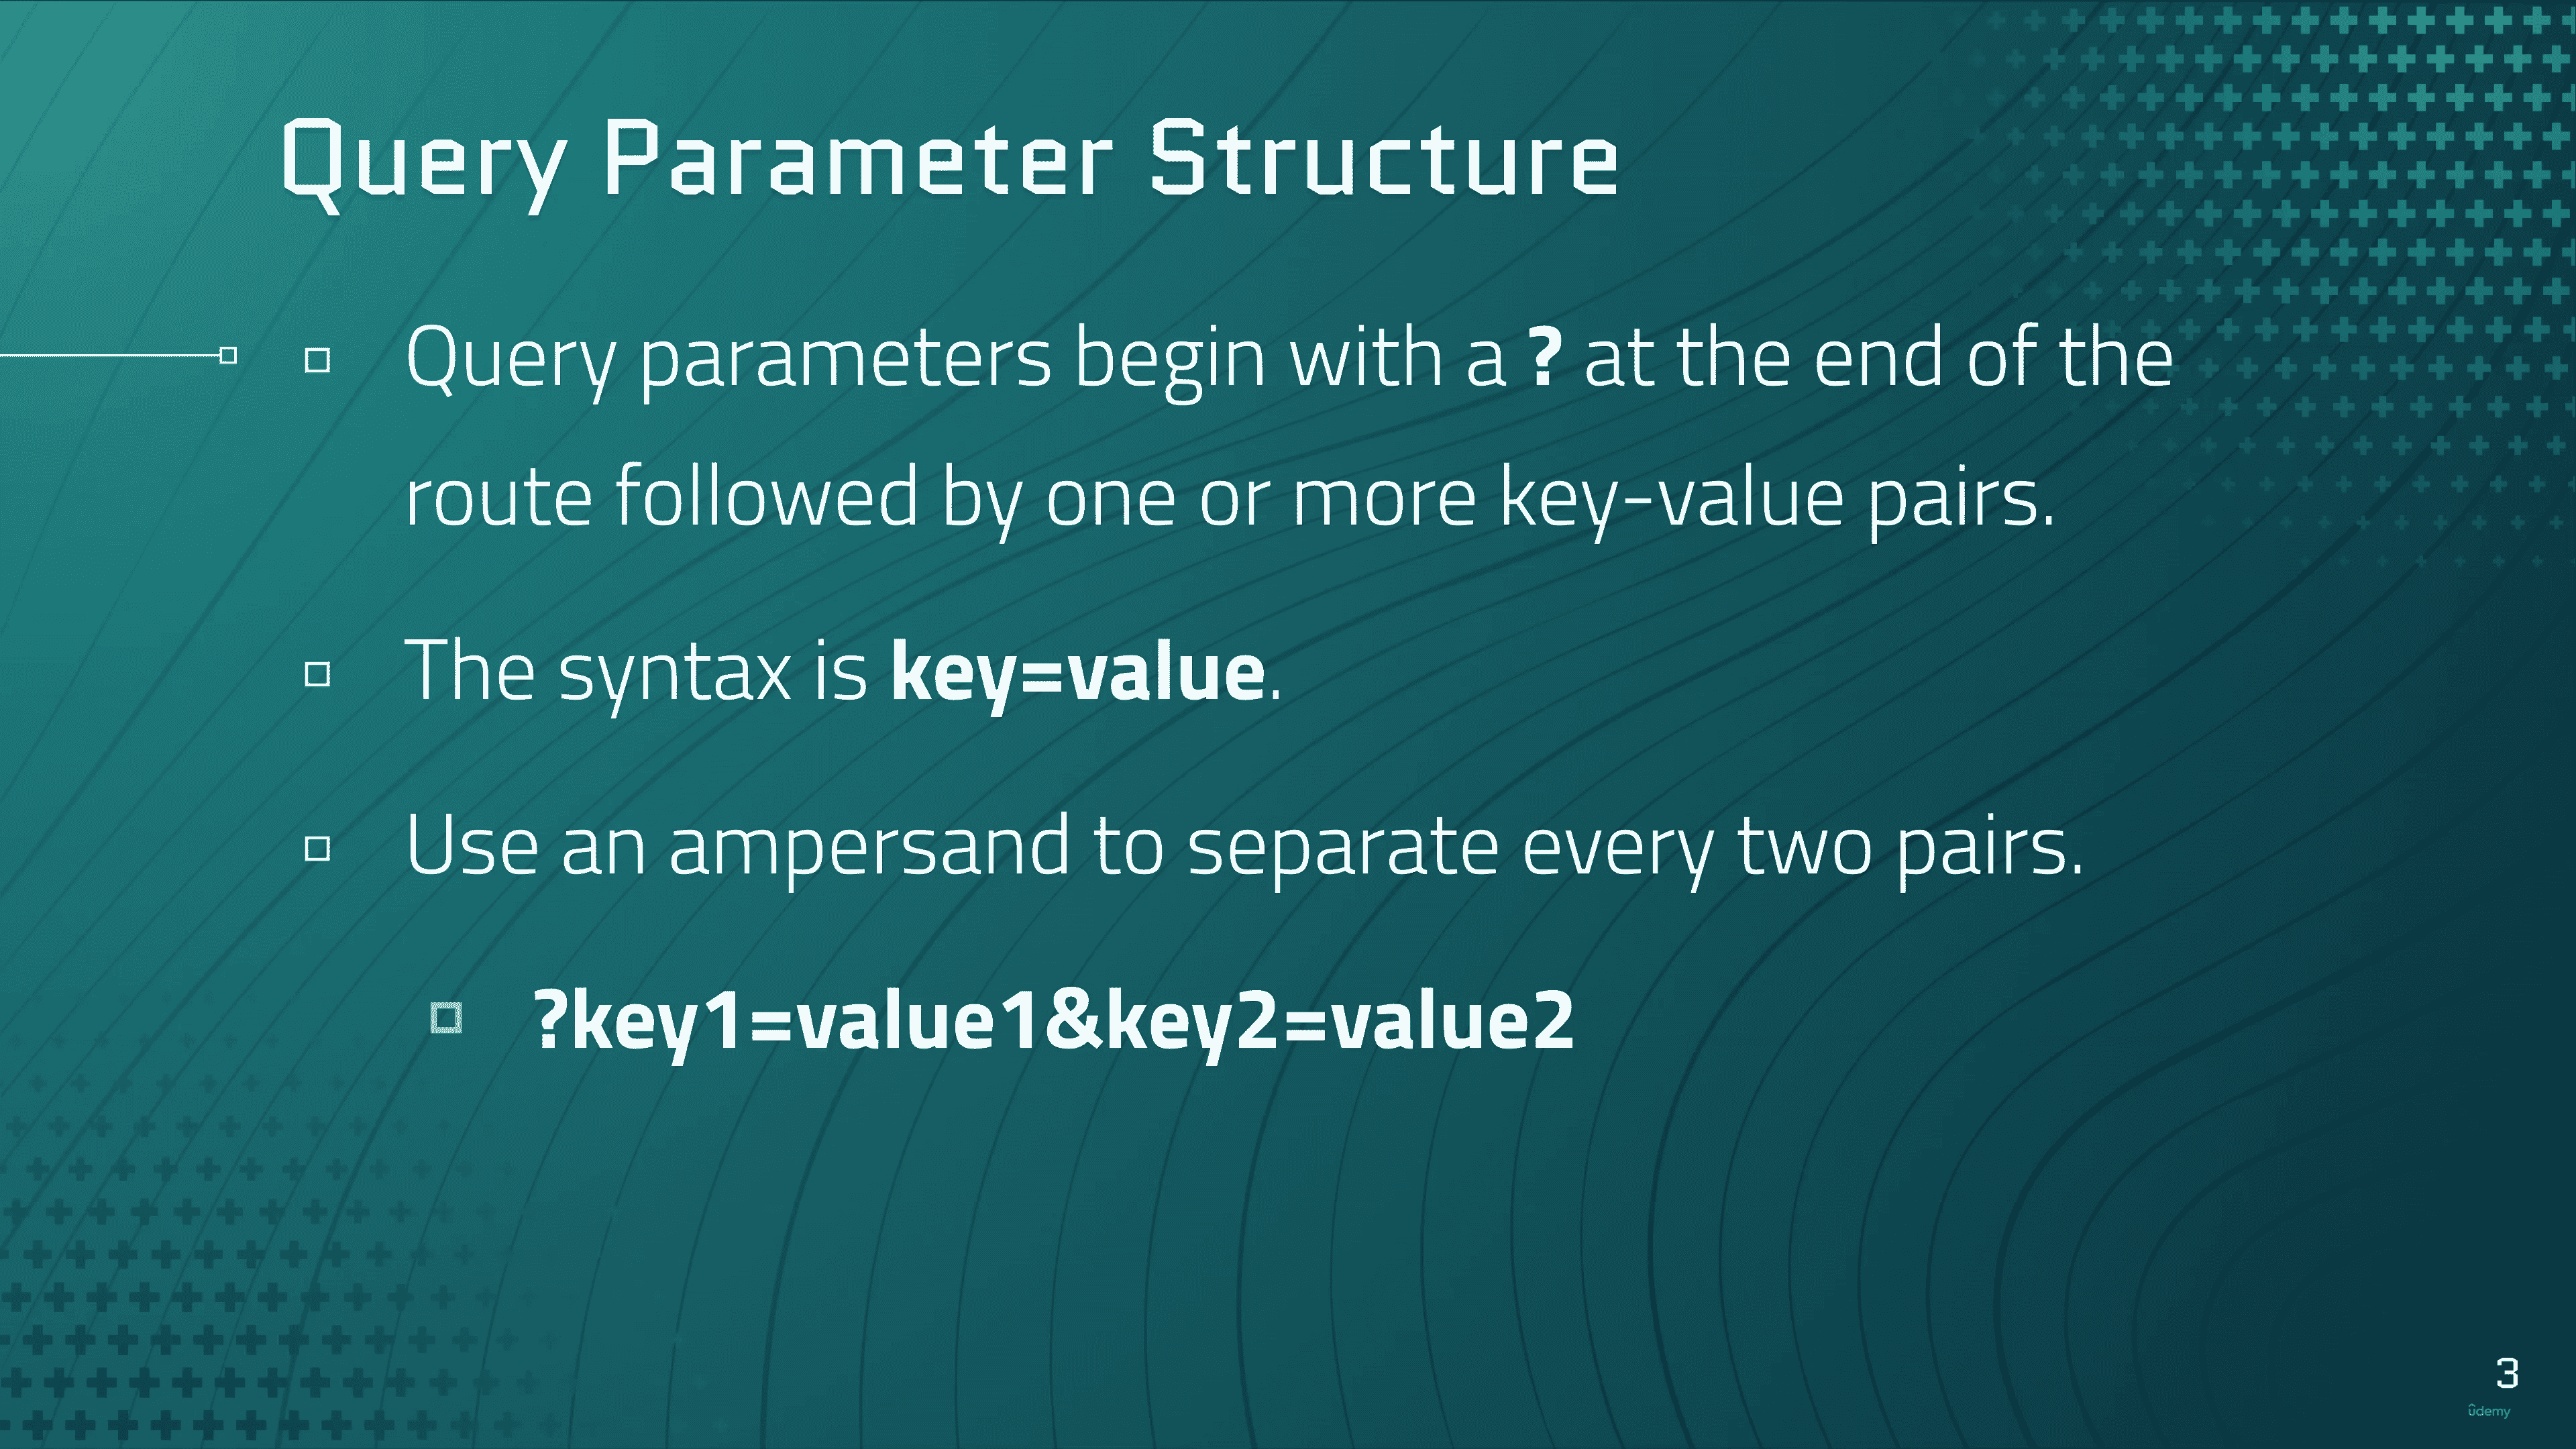 Query Parameter Structure
Query parameters begin with a ? at the end of the
route followed by one or more key-value pairs.
The syntax is key=value.
Use an ampersand to separate every two pairs.
?key1=value1&key2=value2
3
ûdemy